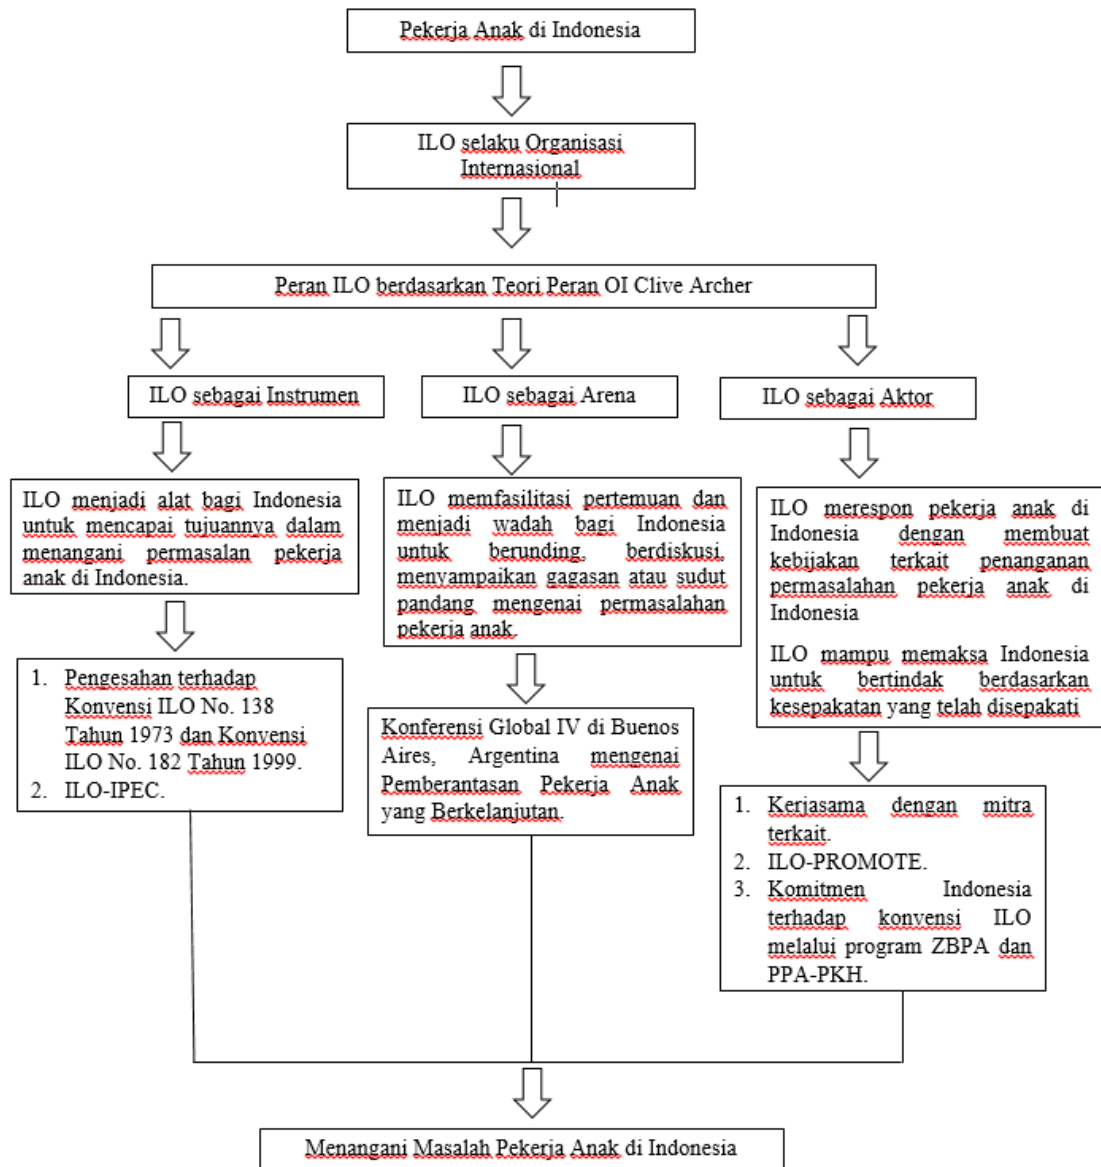 Pekerja Anak di Indonesia
ILO selaku Organisasi
Internasional
Peran ILO berdasarkan Teori Peran OI Clive Archer
ILO sebagai Instrumen
ILO sebagai Arena
ILO sebagai Aktor
ILO menjadi alat bagi Indonesia
untuk mencapai tujuannya dalam
menangani permasalan pekerja
anak di Indonesia.
ILO memfasilitasi pertemuan dan
menjadi wadah bagi Indonesia
untuk berunding, berdiskusi,
menyampaikan gagasan atau sudut
pandang mengenai permasalahan
pekerja anak.
ILO merespon pekerja anak di
Indonesia dengan membuat
kebijakan terkait penanganan
permasalahan pekerja anak di
Indonesia
ILO mampu memaksa Indonesia
untuk bertindak berdasarkan
kesepakatan yang telah disepakati
1. Pengesahan terhadap
Konvensi ILO No. 138
Tahun 1973 dan Konvensi
ILO No. 182 Tahun 1999.
2. ILO-IPEC.
Konferensi Global IV di Buenos
Aires, Argentina mengenai
Pemberantasan Pekerja Anak
yang Berkelanjutan.
1. Kerjasama dengan mitra
terkait.
2. ILO-PROMOTE.
3. Komitmen Indonesia
terhadap konvensi ILO
melalui program ZBPA dan
PPA-PKH.
Menangani Masalah Pekerja Anak di Indonesia